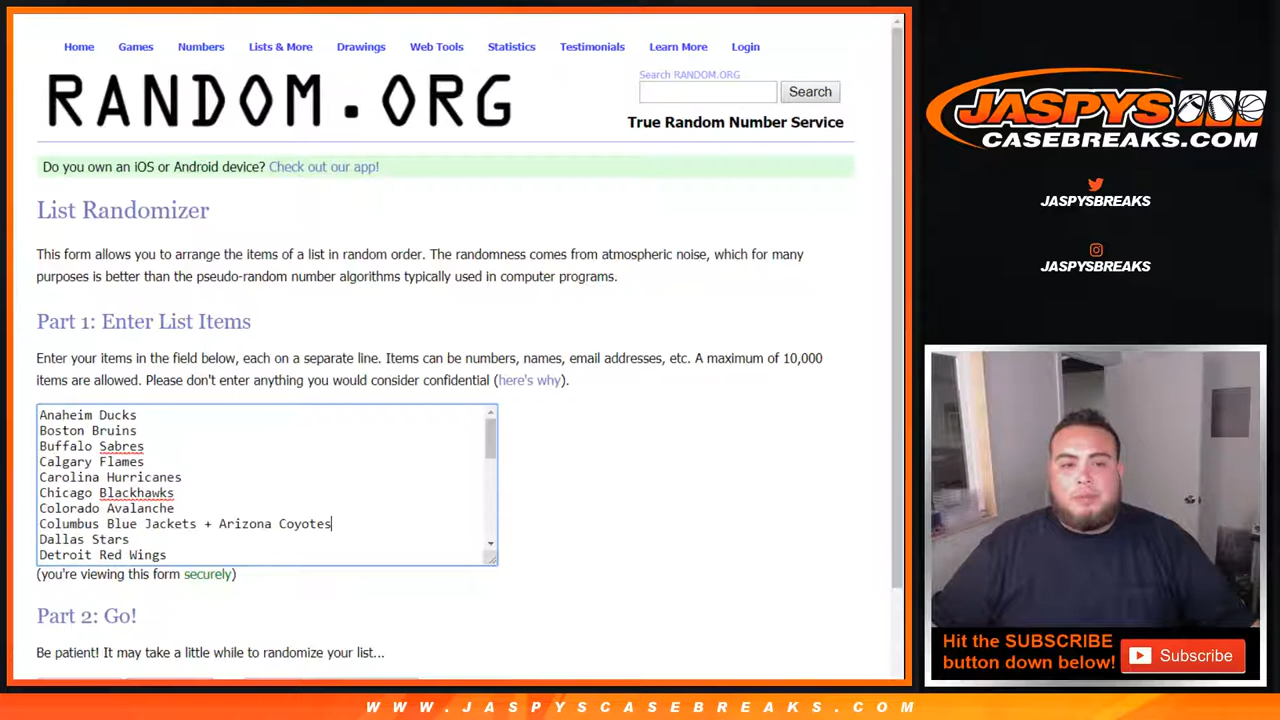 Home Games Numbers Lists & More Drawings Web Tools Statistics Testimonials Learn More Login
RANDOM.ORG
Search RANDOM.ORG
Search
True Random Number Service
Do you own an iOS or Android device? Check out our app!
List Randomizer
This form allows you to arrange the items of a list in random order. The randomness comes from atmospheric noise, which for many
purposes is better than the pseudo-random number algorithms typically used in computer programs.
Part 1: Enter List Items
Enter your items in the field below, each on a separate line. Items can be numbers, names, email addresses, etc. A maximum of 10,000
items are allowed. Please don't enter anything you would consider confidential (here's why).
Anaheim Ducks
Boston Bruins
Buffalo Sabres
Calgary Flames
Carolina Hurricanes
Chicago Blackhawks
Colorado Avalanche
Columbus Blue Jackets + Arizona Coyotes
Dallas Stars
Detroit Red Wings
(you're viewing this form securely)
Part 2: Go!
Be patient! It may take a little while to randomize your list...
JASPYS
CASEBREAKS.COM
JASPYSBREAKS
JASPYSBREAKS
Hit the SUBSCRIBE
button down below!
Subscribe
WWW.JASPYSCASEBREAKS.COM